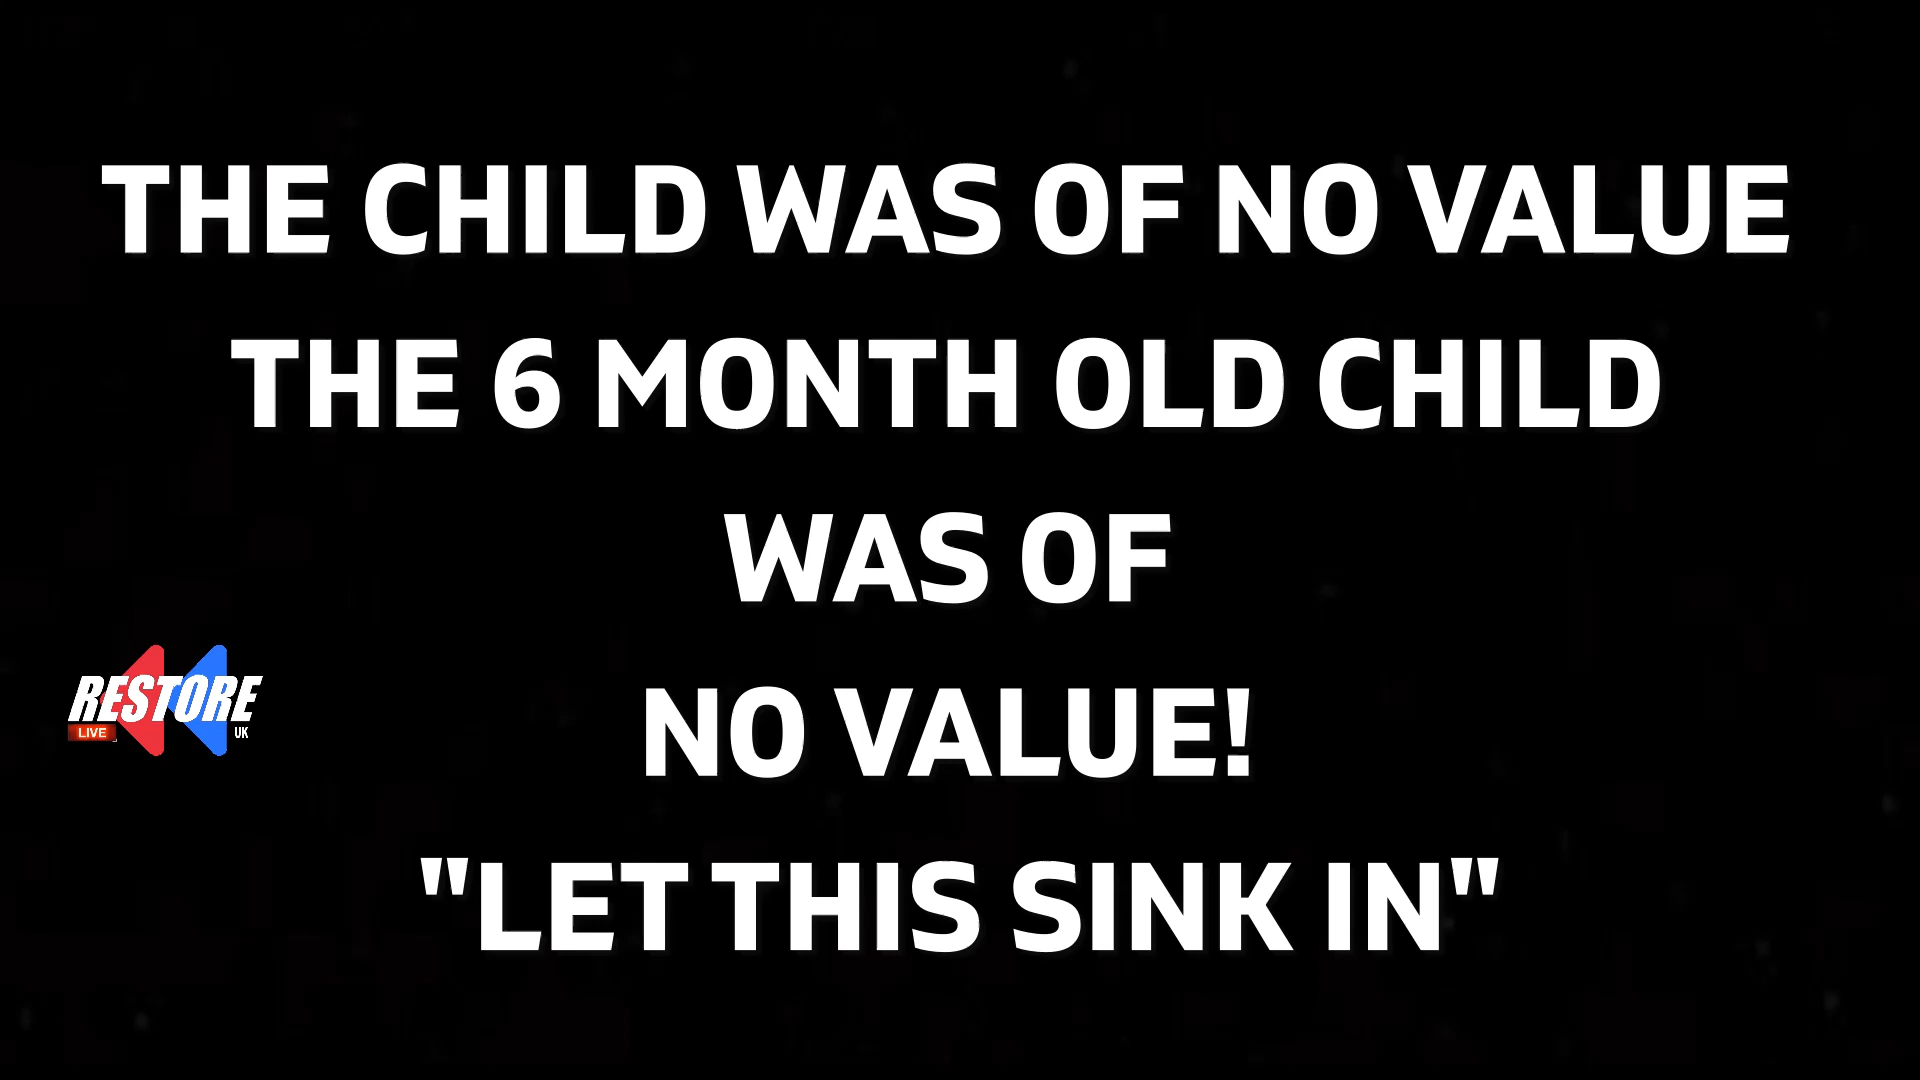 THE CHILD WAS OF NO VALUE
THE 6 MONTH OLD CHILD
WAS OF
NO VALUE!
"LET THIS SINK IN"
RESTORE
LIVE
UK